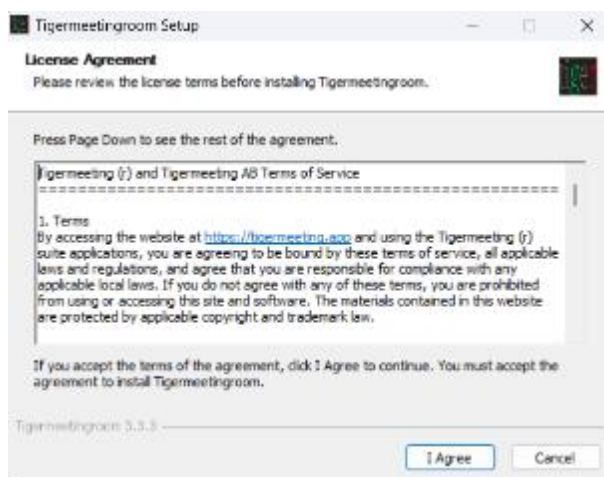 Tigermeetingroom Setup
License Agreement
Please review the license terms before installing Tigermeetingroom.
Press Page Down to see the rest of the agreement.
Tigermeeting (r) and Tigermeeting AB Terms of Service
============================================================
1. Terms
By accessing the website at https://tigermeeting.app and using the Tigermeeting (r)
suite applications, you are agreeing to be bound by these terms of service, all applicable
laws and regulations, and agree that you are responsible for compliance with any
applicable local laws. If you do not agree with any of these terms, you are prohibited
from using or accessing this site and software. The materials contained in this website
are protected by applicable copyright and trademark law.
If you accept the terms of the agreement, click I Agree to continue. You must accept the
agreement to install Tigermeetingroom.
Tigermeetingroom 3.3.3
I Agree
Cancel